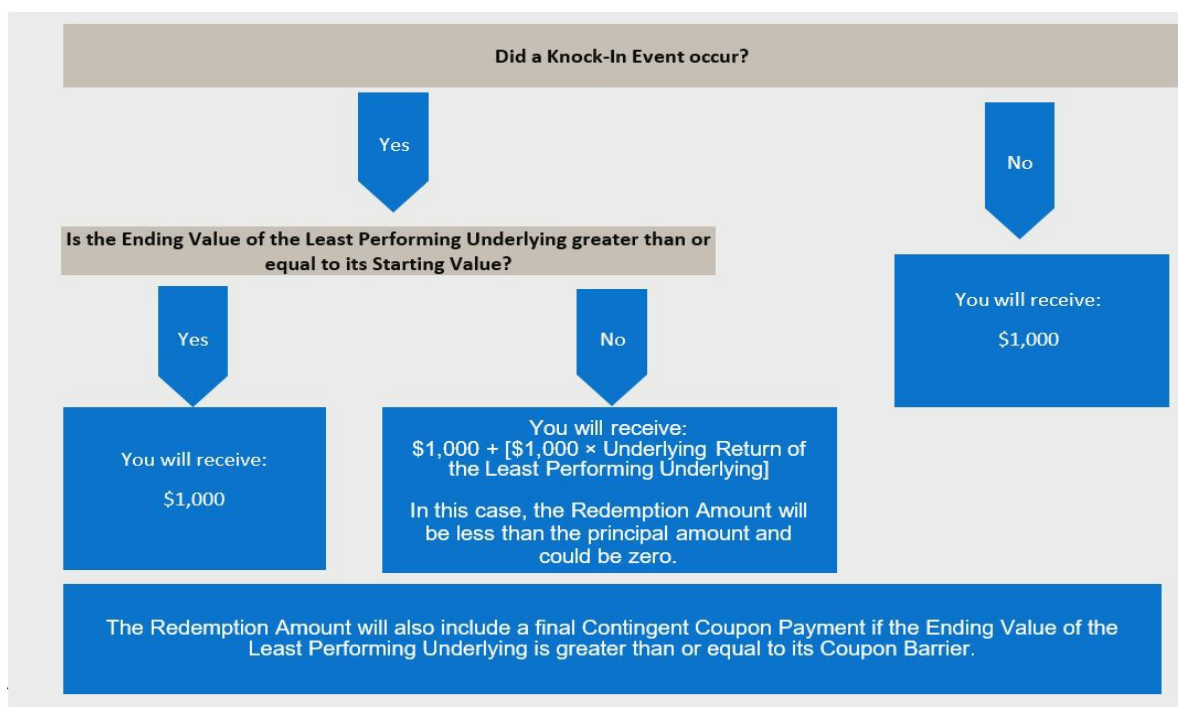 Did a Knock-In Event occur?
Yes
No
Is the Ending Value of the Least Performing Underlying greater than or
equal to its Starting Value?
Yes
No
You will receive:
$1,000
You will receive:
$1,000
You will receive:
$1,000 + [$1,000 × Underlying Return of
the Least Performing Underlying]
In this case, the Redemption Amount will
be less than the principal amount and
could be zero.
The Redemption Amount will also include a final Contingent Coupon Payment if the Ending Value of the
Least Performing Underlying is greater than or equal to its Coupon Barrier.